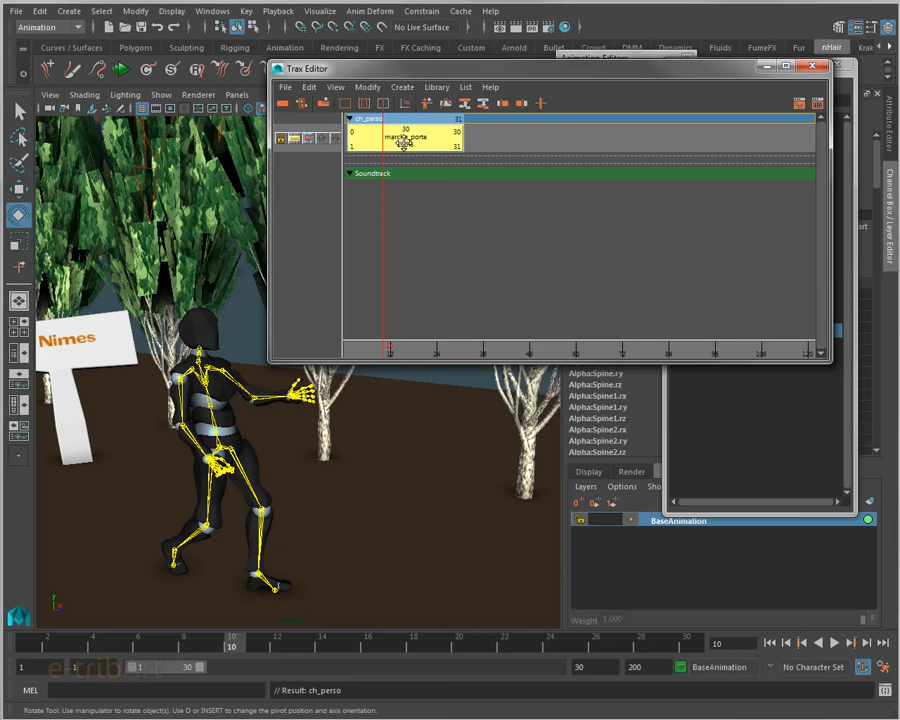 File Edit Create Select Modify Display Windows Key Playback Visualize Anim Deform Constrain Cache Help
Animation No Live Surface
Curves / Surfaces Polygons Sculpting Rigging Animation Rendering FX FX Caching Custom Arnold Bullet Crowd DMM Dynamics Fluids FumeFX Fur nHair Krak
View Shading Lighting Show Renderer Panels
Trax Editor
File Edit View Modify Create Library List Help
ch_perso 31
0 30 30
1 31
Soundtrack
12 24 36 48 60 72 84 96 108 120
Nimes
Channel Box / Layer Editor
Alpha:Spine.ry
Alpha:Spine.rz
Alpha:Spine1.rx
Alpha:Spine1.ry
Alpha:Spine1.rz
Alpha:Spine2.rx
Alpha:Spine2.ry
Alpha:Spine2.rz
Display Render
Layers Options Sho
BaseAnimation
Weight 1.000
2 4 6 8 10 12 14 16 18 20 22 24 26 28 30
10 10
1 1 1 30 30 200 BaseAnimation No Character Set
MEL // Result: ch_perso
Rotate Tool: Use manipulator to rotate object(s). Use D or INSERT to change the pivot position and axis orientation.